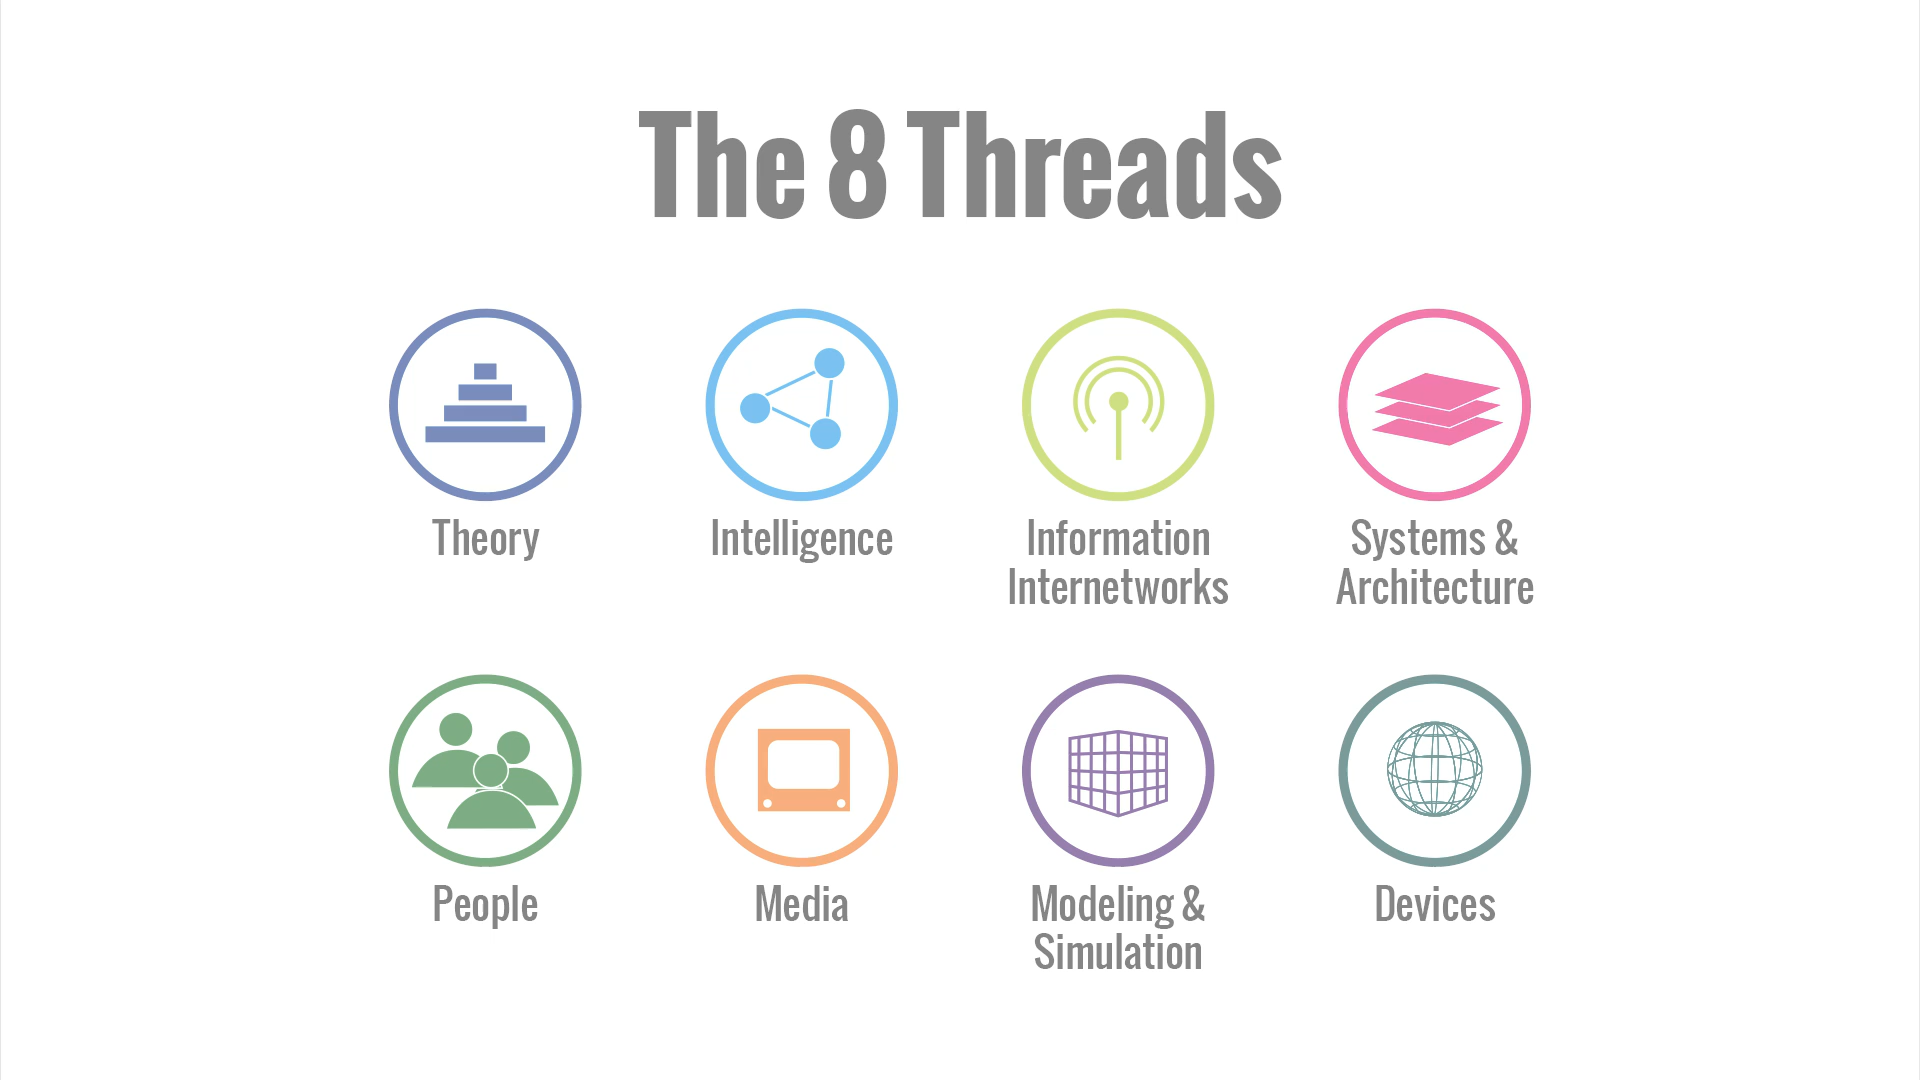 The 8 Threads
Theory
Intelligence
Information
Internetworks
Systems &
Architecture
People
Media
Modeling &
Simulation
Devices